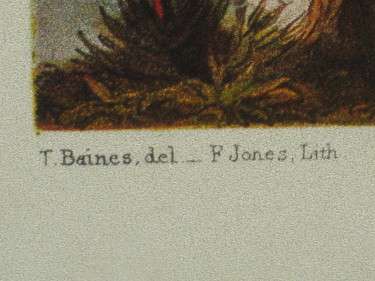 T. Baines, del _ F Jones, Lith